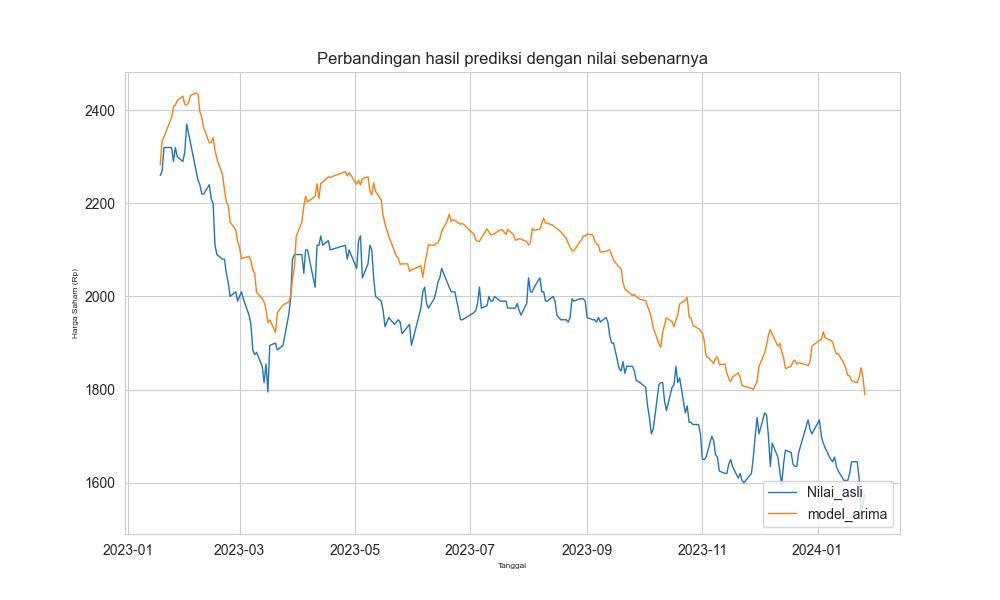 Perbandingan hasil prediksi dengan nilai sebenarnya
Harga Saham (Rp)
2400
2200
2000
1800
1600
Nilai_asli
model_arima
2023-01
2023-03
2023-05
2023-07
2023-09
2023-11
2024-01
Tanggal